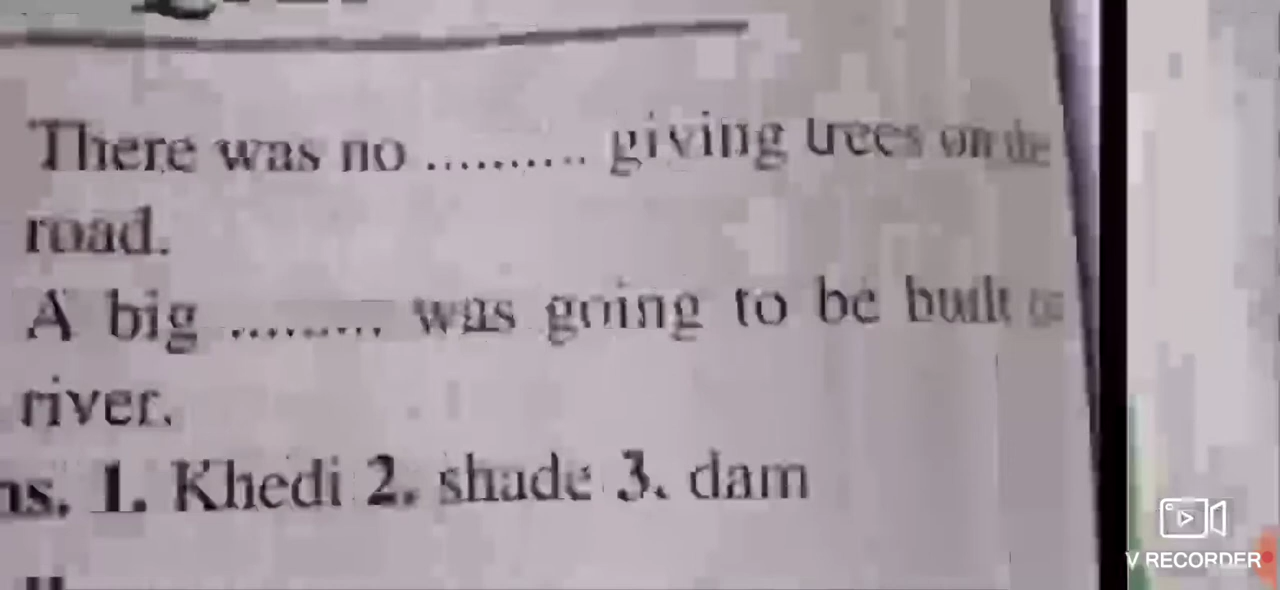 There was no .......... giving trees on the
road.
A big ......... was going to be built
river.
ns. 1. Khedi 2. shade 3. dam
V RECORDER